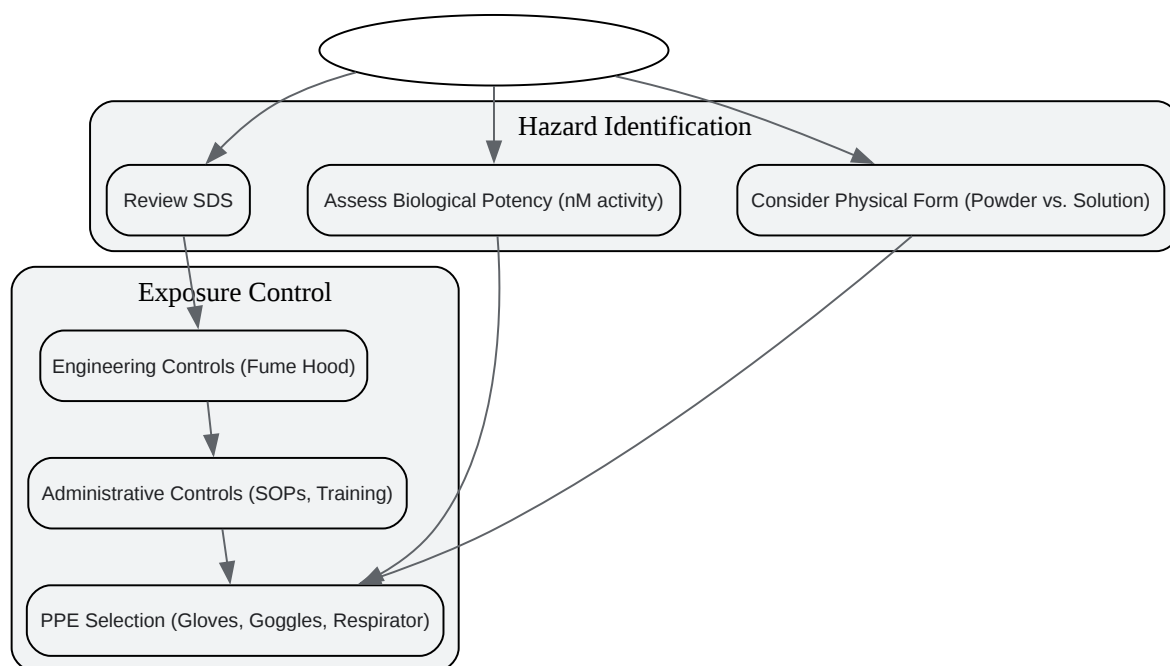 Hazard Identification
Review SDS
Assess Biological Potency (nM activity)
Consider Physical Form (Powder vs. Solution)
Exposure Control
Engineering Controls (Fume Hood)
Administrative Controls (SOPs, Training)
PPE Selection (Gloves, Goggles, Respirator)